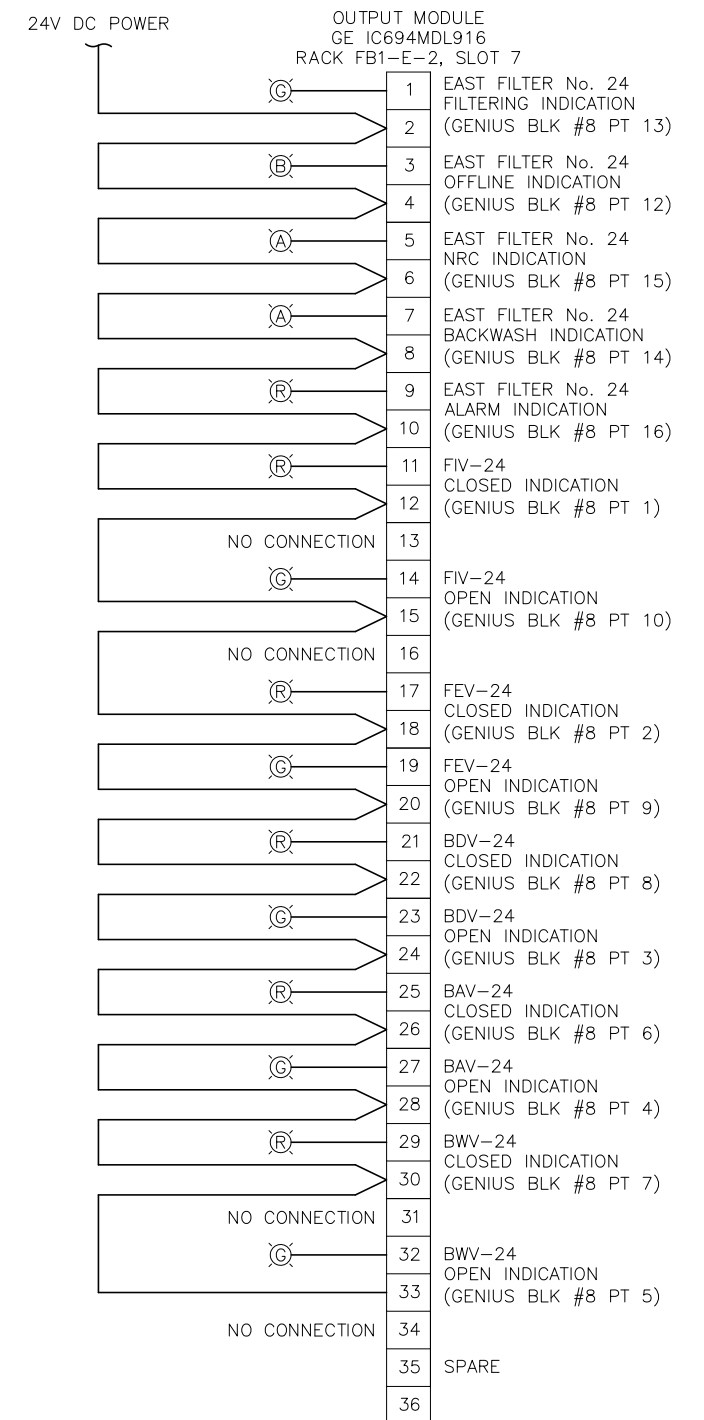 24V DC POWER
OUTPUT MODULE
GE IC694MDL916
RACK FB1-E-2, SLOT 7
G 1 EAST FILTER No. 24
FILTERING INDICATION
2 (GENIUS BLK #8 PT 13)
B 3 EAST FILTER No. 24
OFFLINE INDICATION
4 (GENIUS BLK #8 PT 12)
A 5 EAST FILTER No. 24
NRC INDICATION
6 (GENIUS BLK #8 PT 15)
A 7 EAST FILTER No. 24
BACKWASH INDICATION
8 (GENIUS BLK #8 PT 14)
R 9 EAST FILTER No. 24
ALARM INDICATION
10 (GENIUS BLK #8 PT 16)
R 11 FIV-24
CLOSED INDICATION
12 (GENIUS BLK #8 PT 1)
NO CONNECTION 13
G 14 FIV-24
OPEN INDICATION
15 (GENIUS BLK #8 PT 10)
NO CONNECTION 16
R 17 FEV-24
CLOSED INDICATION
18 (GENIUS BLK #8 PT 2)
G 19 FEV-24
OPEN INDICATION
20 (GENIUS BLK #8 PT 9)
R 21 BDV-24
CLOSED INDICATION
22 (GENIUS BLK #8 PT 8)
G 23 BDV-24
OPEN INDICATION
24 (GENIUS BLK #8 PT 3)
R 25 BAV-24
CLOSED INDICATION
26 (GENIUS BLK #8 PT 6)
G 27 BAV-24
OPEN INDICATION
28 (GENIUS BLK #8 PT 4)
R 29 BWV-24
CLOSED INDICATION
30 (GENIUS BLK #8 PT 7)
NO CONNECTION 31
G 32 BWV-24
OPEN INDICATION
33 (GENIUS BLK #8 PT 5)
NO CONNECTION 34
35 SPARE
36